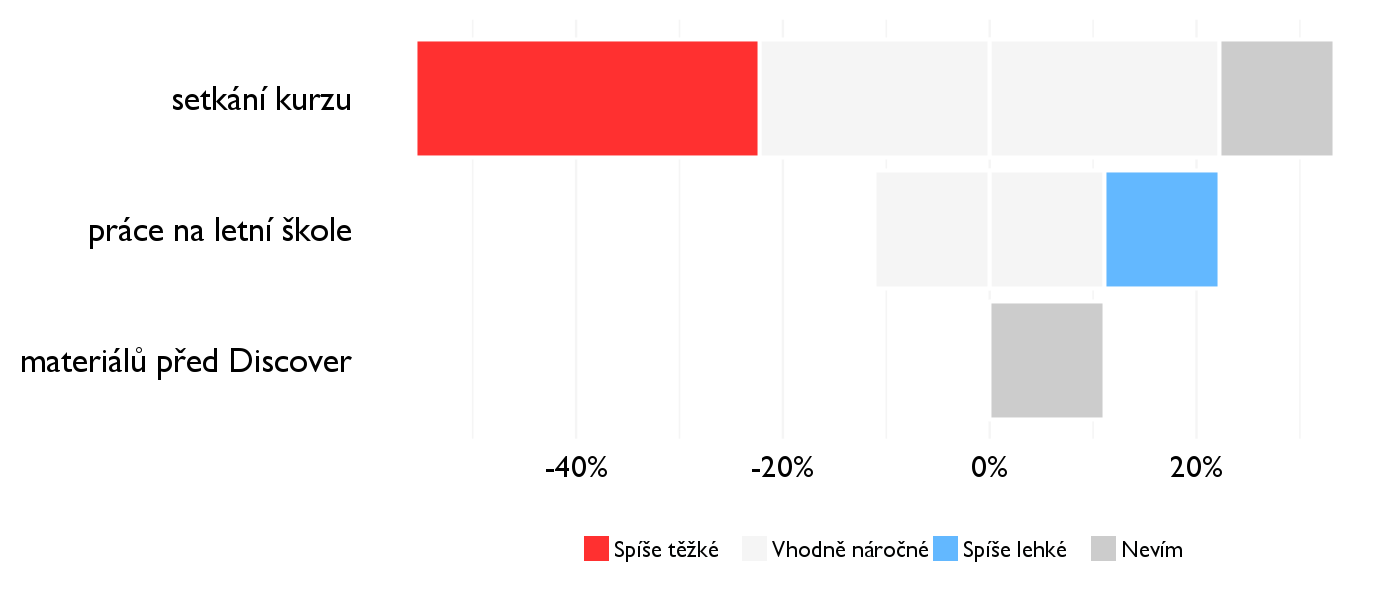 setkání kurzu
práce na letní škole
materiálů před Discover
-40% -20% 0% 20%
Spíše těžké Vhodně náročné Spíše lehké Nevím